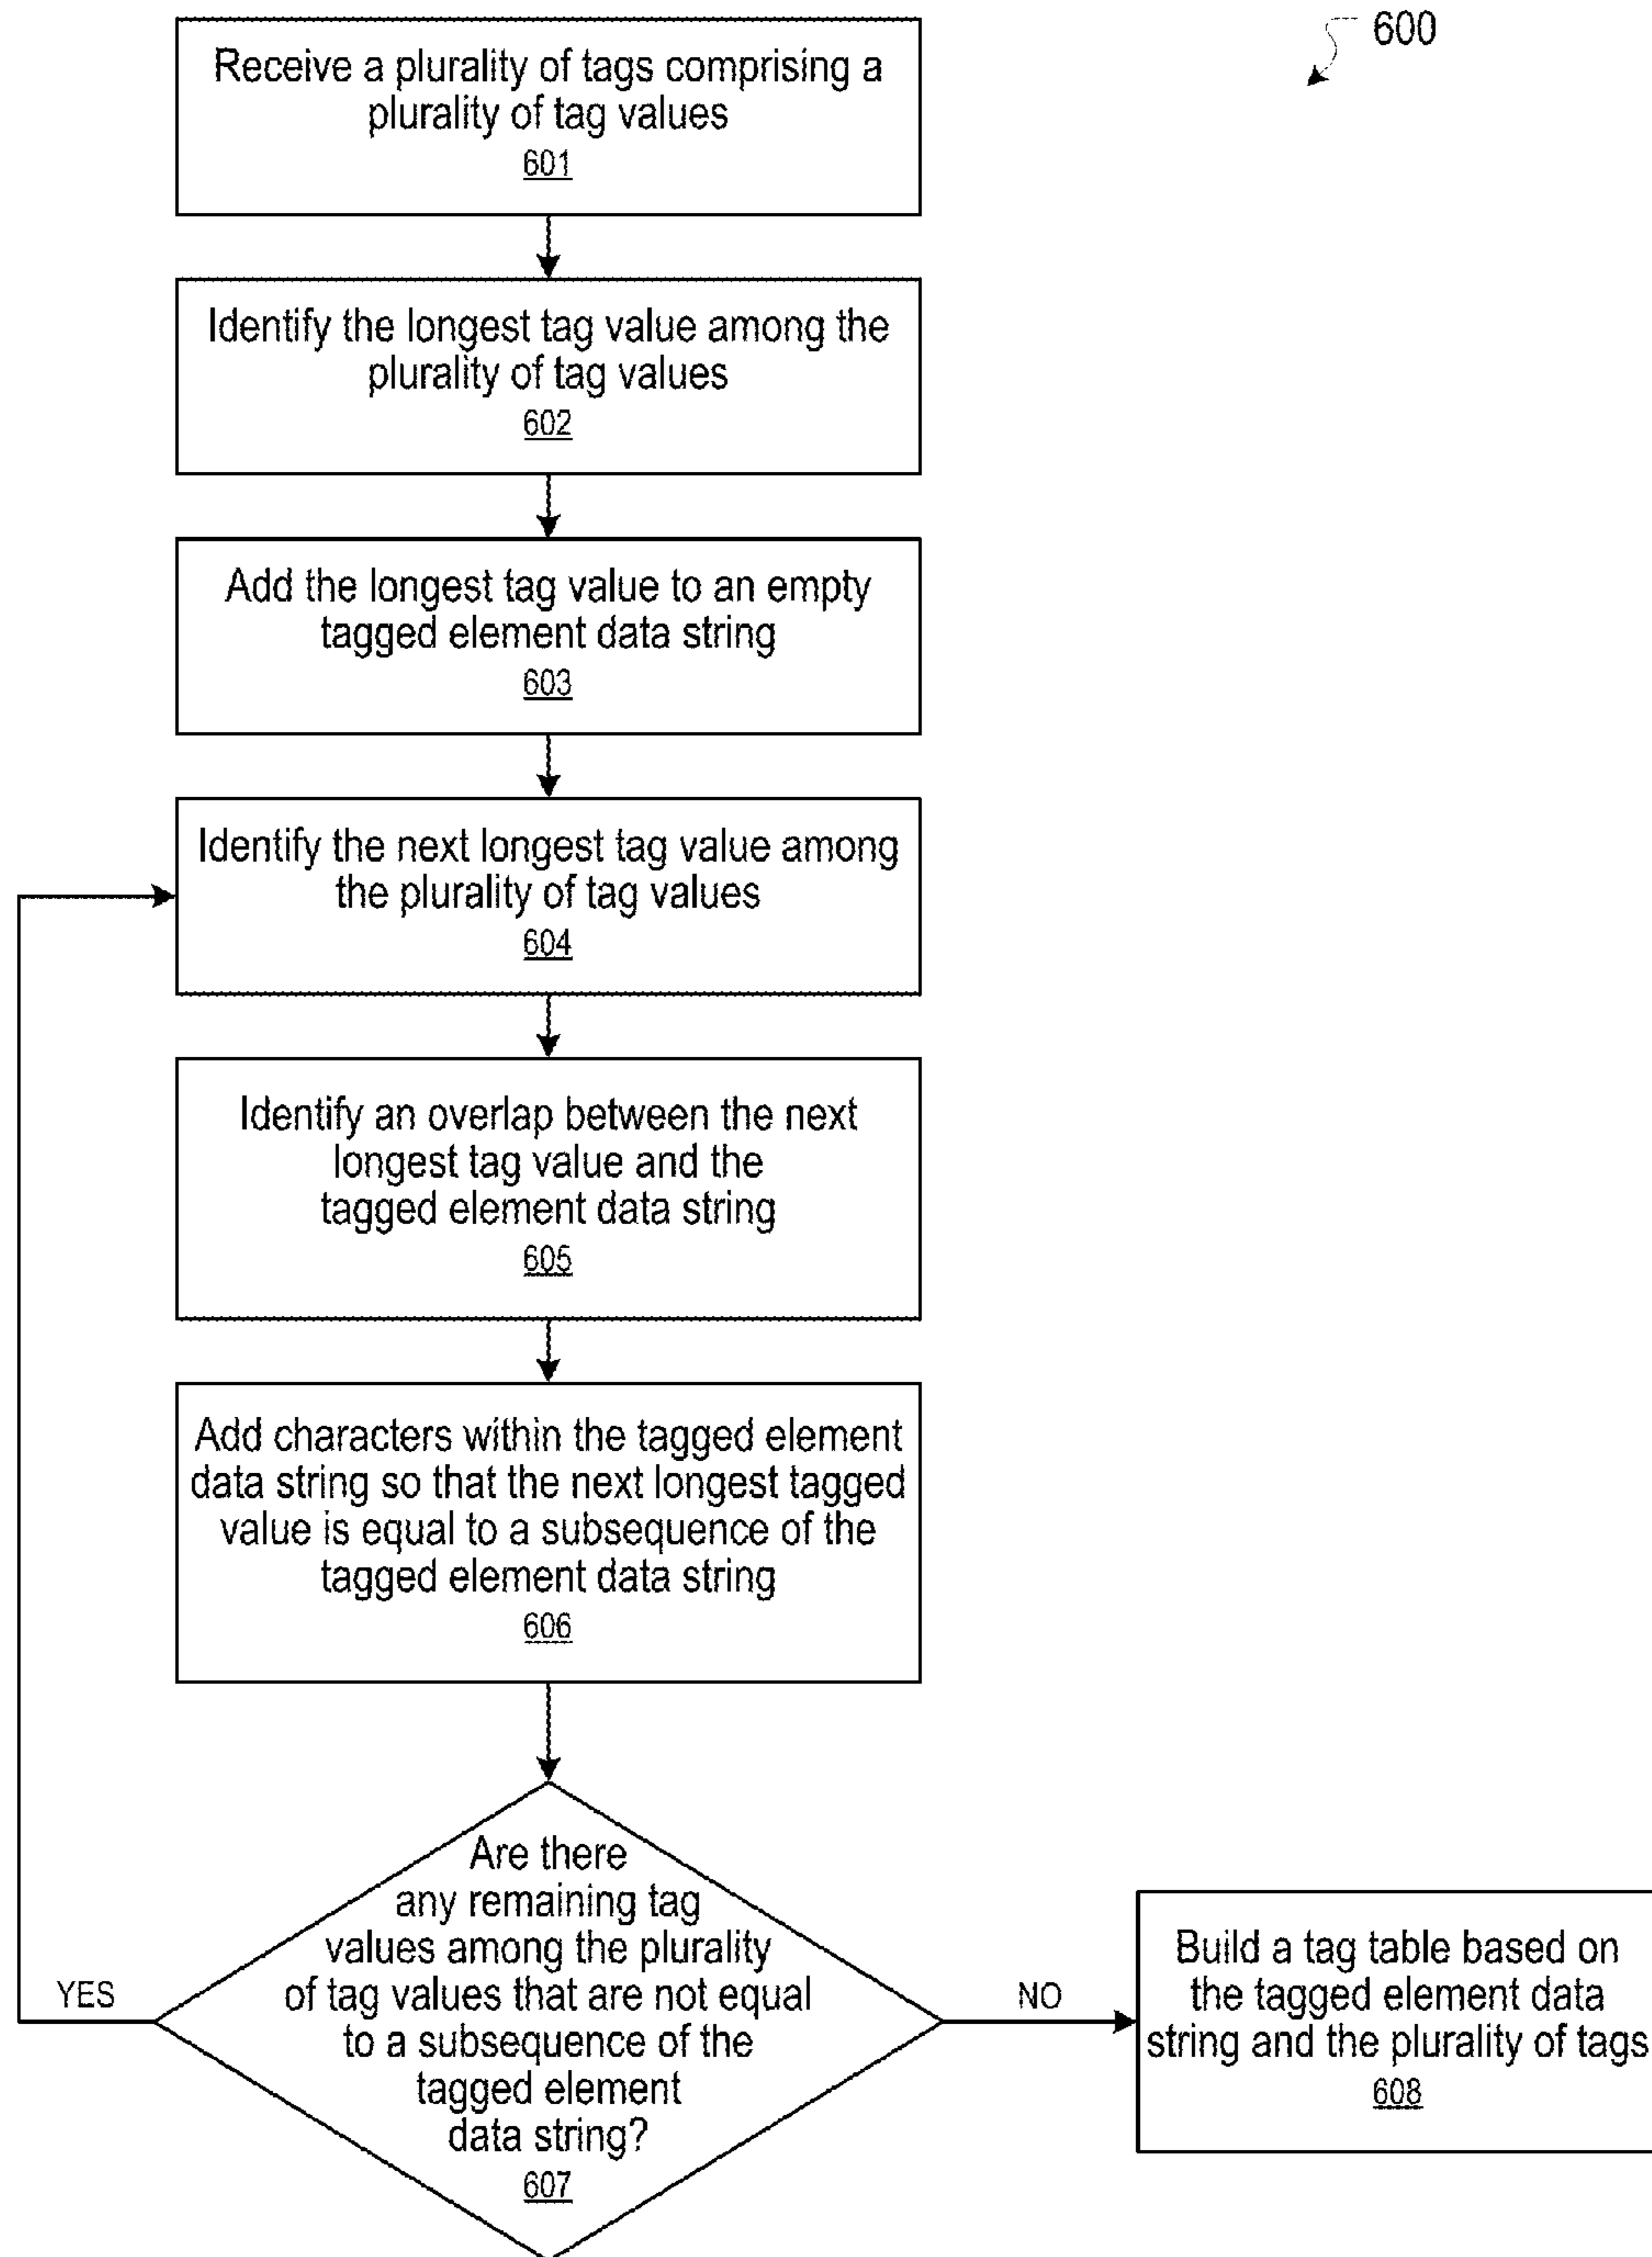 600
Receive a plurality of tags comprising a
plurality of tag values
601
Identify the longest tag value among the
plurality of tag values
602
Add the longest tag value to an empty
tagged element data string
603
Identify the next longest tag value among
the plurality of tag values
604
Identify an overlap between the next
longest tag value and the
tagged element data string
605
Add characters within the tagged element
data string so that the next longest tagged
value is equal to a subsequence of the
tagged element data string
606
Are there
any remaining tag
values among the plurality
of tag values that are not equal
to a subsequence of the
tagged element
data string?
607
YES
NO
Build a tag table based on
the tagged element data
string and the plurality of tags
608